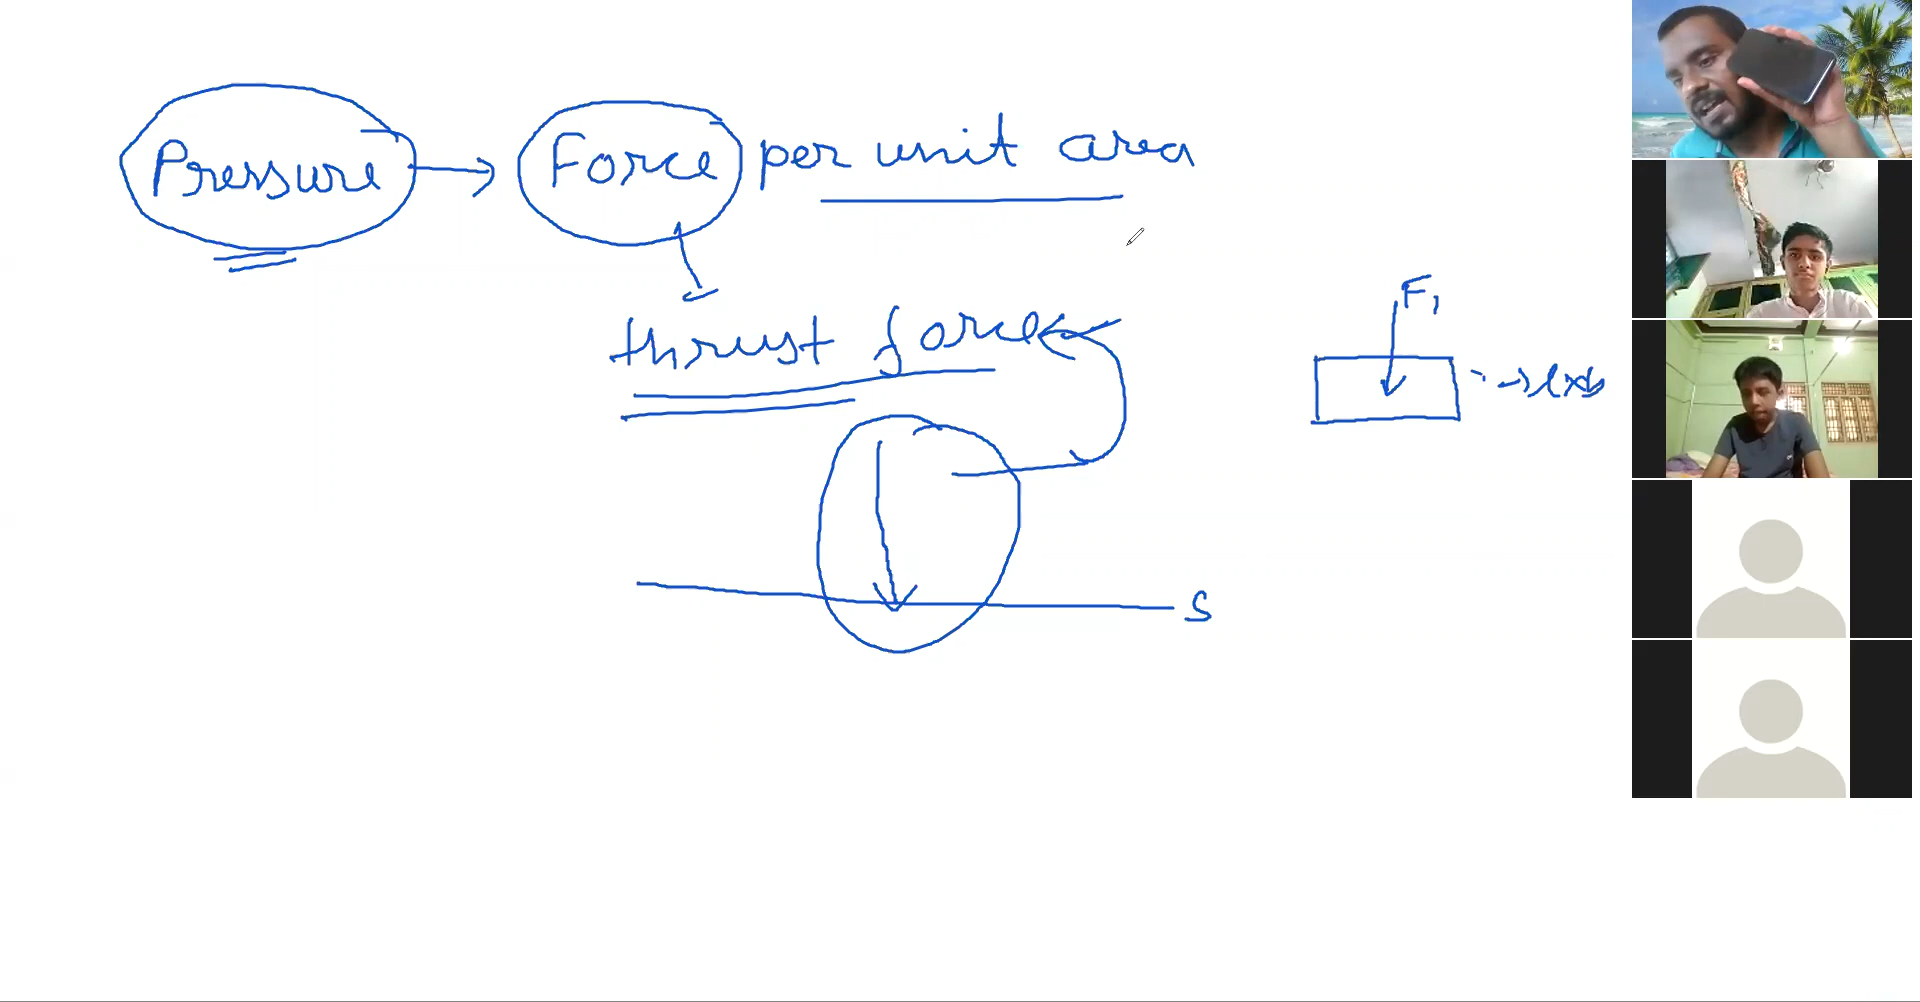 Pressure → Force per unit area
thrust force
F₁
→ l×b
S